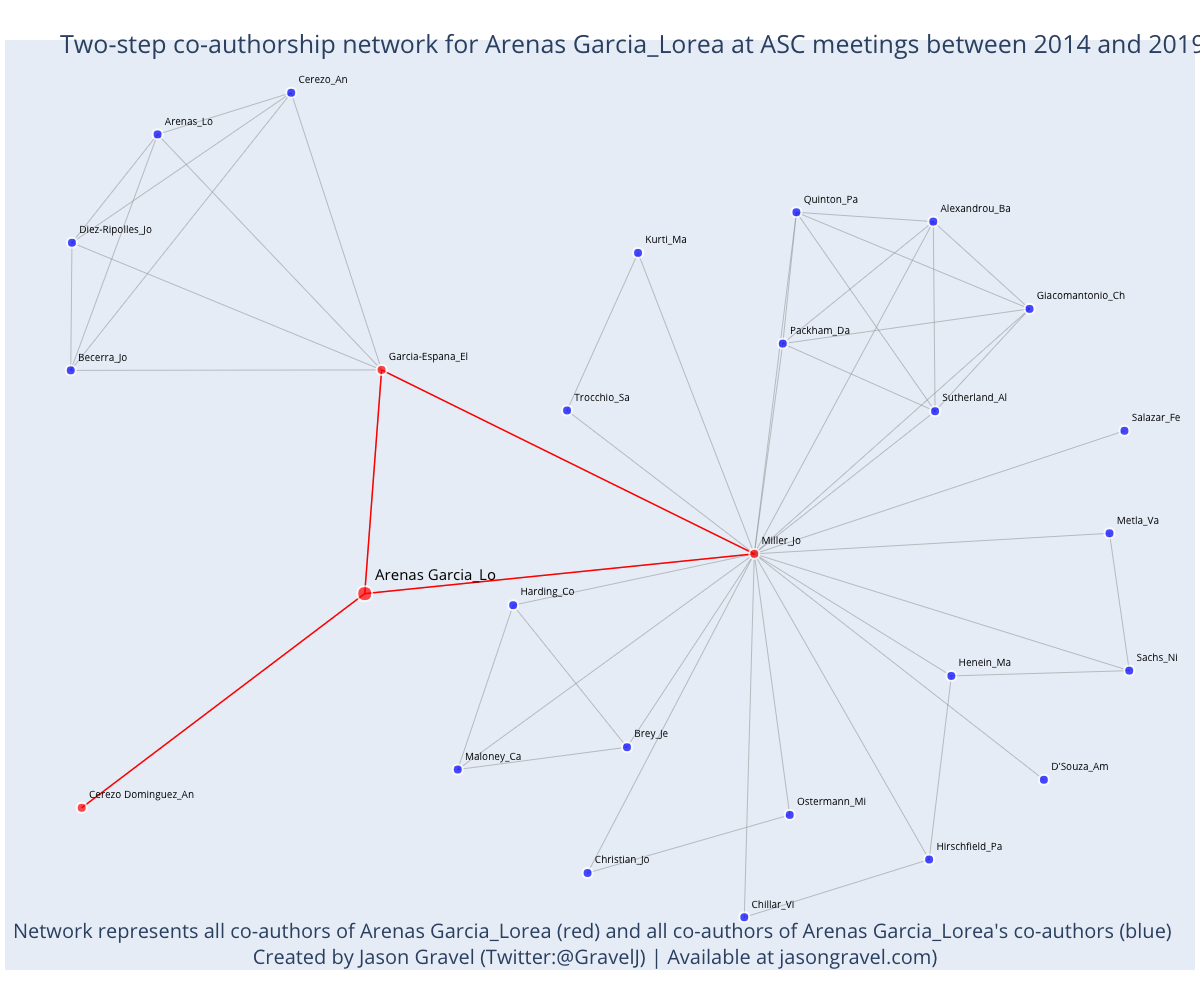 Two-step co-authorship network for Arenas Garcia_Lorea at ASC meetings between 2014 and 2019
Cerezo_An
Arenas_Lo
Quinton_Pa
Alexandrou_Ba
Diez-Ripolles_Jo
Kurti_Ma
Giacomantonio_Ch
Packham_Da
Becerra_Jo
Garcia-Espana_El
Trocchio_Sa
Sutherland_Al
Salazar_Fe
Metla_Va
Miller_Jo
Arenas Garcia_Lo
Harding_Co
Henein_Ma
Sachs_Ni
Brey_Je
Maloney_Ca
D'Souza_Am
Cerezo Dominguez_An
Ostermann_Mi
Hirschfield_Pa
Christian_Jo
Chillar_Vi
Network represents all co-authors of Arenas Garcia_Lorea (red) and all co-authors of Arenas Garcia_Lorea's co-authors (blue)
Created by Jason Gravel (Twitter:@GravelJ) | Available at jasongravel.com)